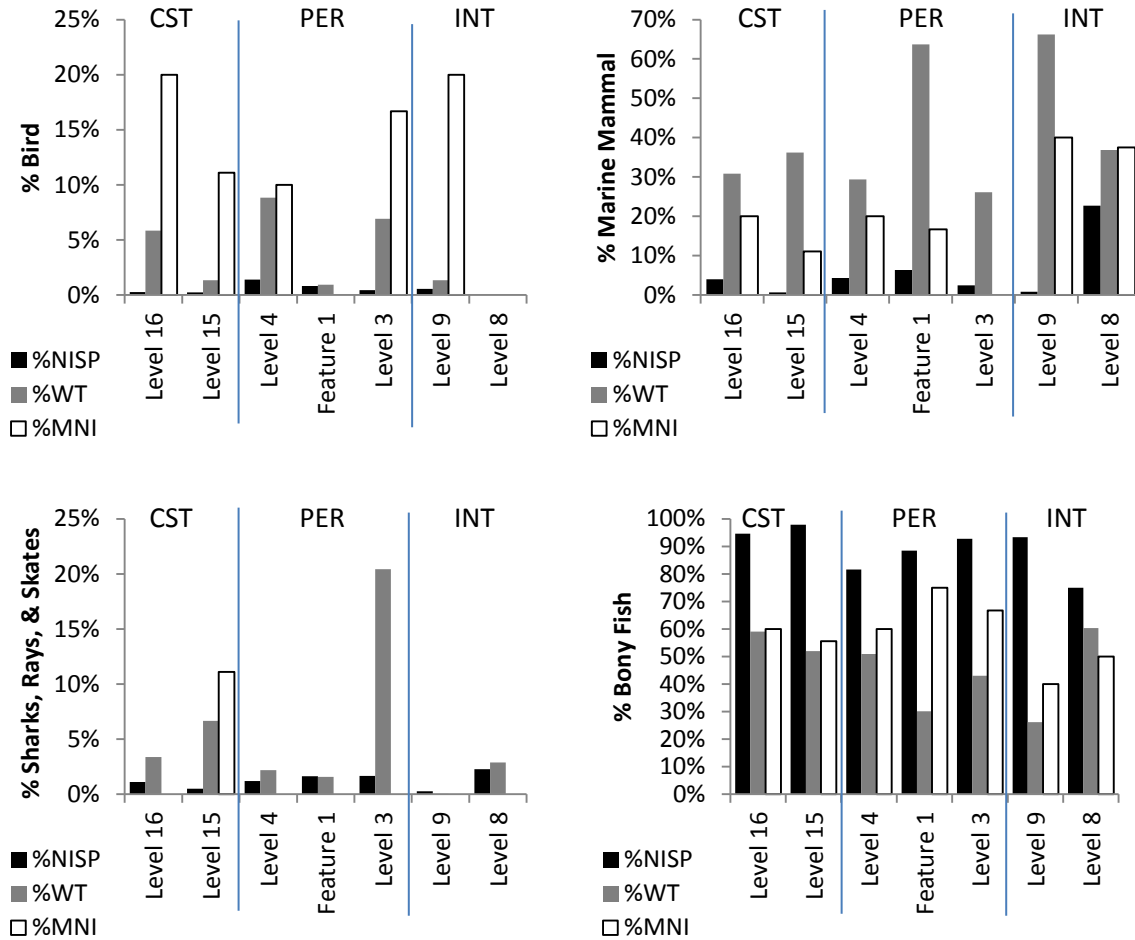 CST PER INT
% Bird
25%
20%
15%
10%
5%
0%
Level 16
Level 15
Level 4
Feature 1
Level 3
Level 9
Level 8
%NISP
%WT
%MNI
CST PER INT
% Marine Mammal
70%
60%
50%
40%
30%
20%
10%
0%
Level 16
Level 15
Level 4
Feature 1
Level 3
Level 9
Level 8
%NISP
%WT
%MNI
CST PER INT
% Sharks, Rays, & Skates
25%
20%
15%
10%
5%
0%
Level 16
Level 15
Level 4
Feature 1
Level 3
Level 9
Level 8
%NISP
%WT
%MNI
CST PER INT
% Bony Fish
100%
90%
80%
70%
60%
50%
40%
30%
20%
10%
0%
Level 16
Level 15
Level 4
Feature 1
Level 3
Level 9
Level 8
%NISP
%WT
%MNI